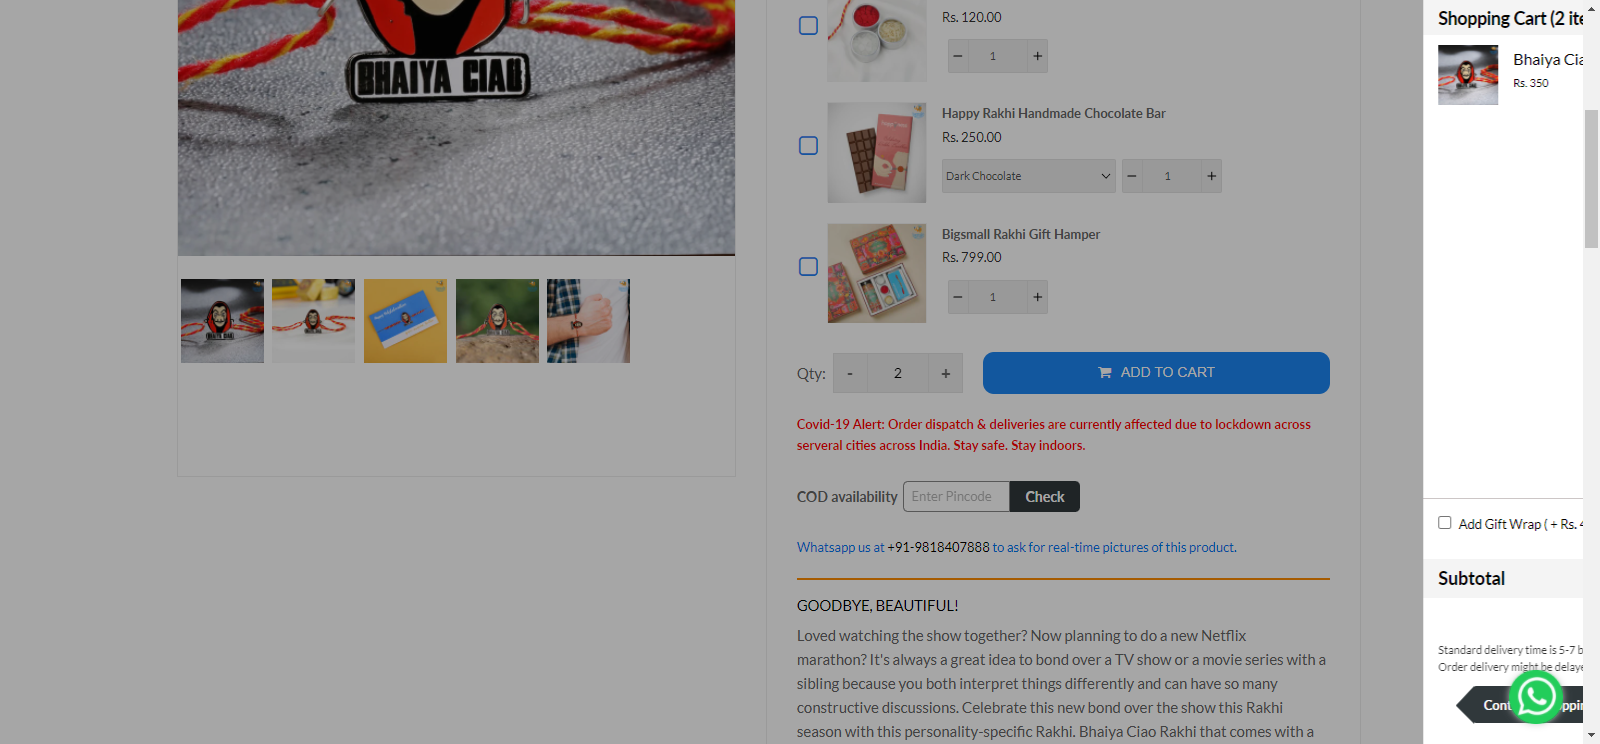 BHAIYA CIAO
Rs. 120.00
− 1 +
Happy Rakhi Handmade Chocolate Bar
Rs. 250.00
Dark Chocolate
− 1 +
Bigsmall Rakhi Gift Hamper
Rs. 799.00
− 1 +
Qty: - 2 +
ADD TO CART
Covid-19 Alert: Order dispatch & deliveries are currently affected due to lockdown across
serveral cities across India. Stay safe. Stay indoors.
COD availability Enter Pincode Check
Whatsapp us at +91-9818407888 to ask for real-time pictures of this product.
GOODBYE, BEAUTIFUL!
Loved watching the show together? Now planning to do a new Netflix
marathon? It's always a great idea to bond over a TV show or a movie series with a
sibling because you both interpret things differently and can have so many
constructive discussions. Celebrate this new bond over the show this Rakhi
season with this personality-specific Rakhi. Bhaiya Ciao Rakhi that comes with a
Shopping Cart (2 ite
Bhaiya Cia
Rs. 350
Add Gift Wrap ( + Rs. 4
Subtotal
Standard delivery time is 5-7 b
Order delivery might be delaye
Cont